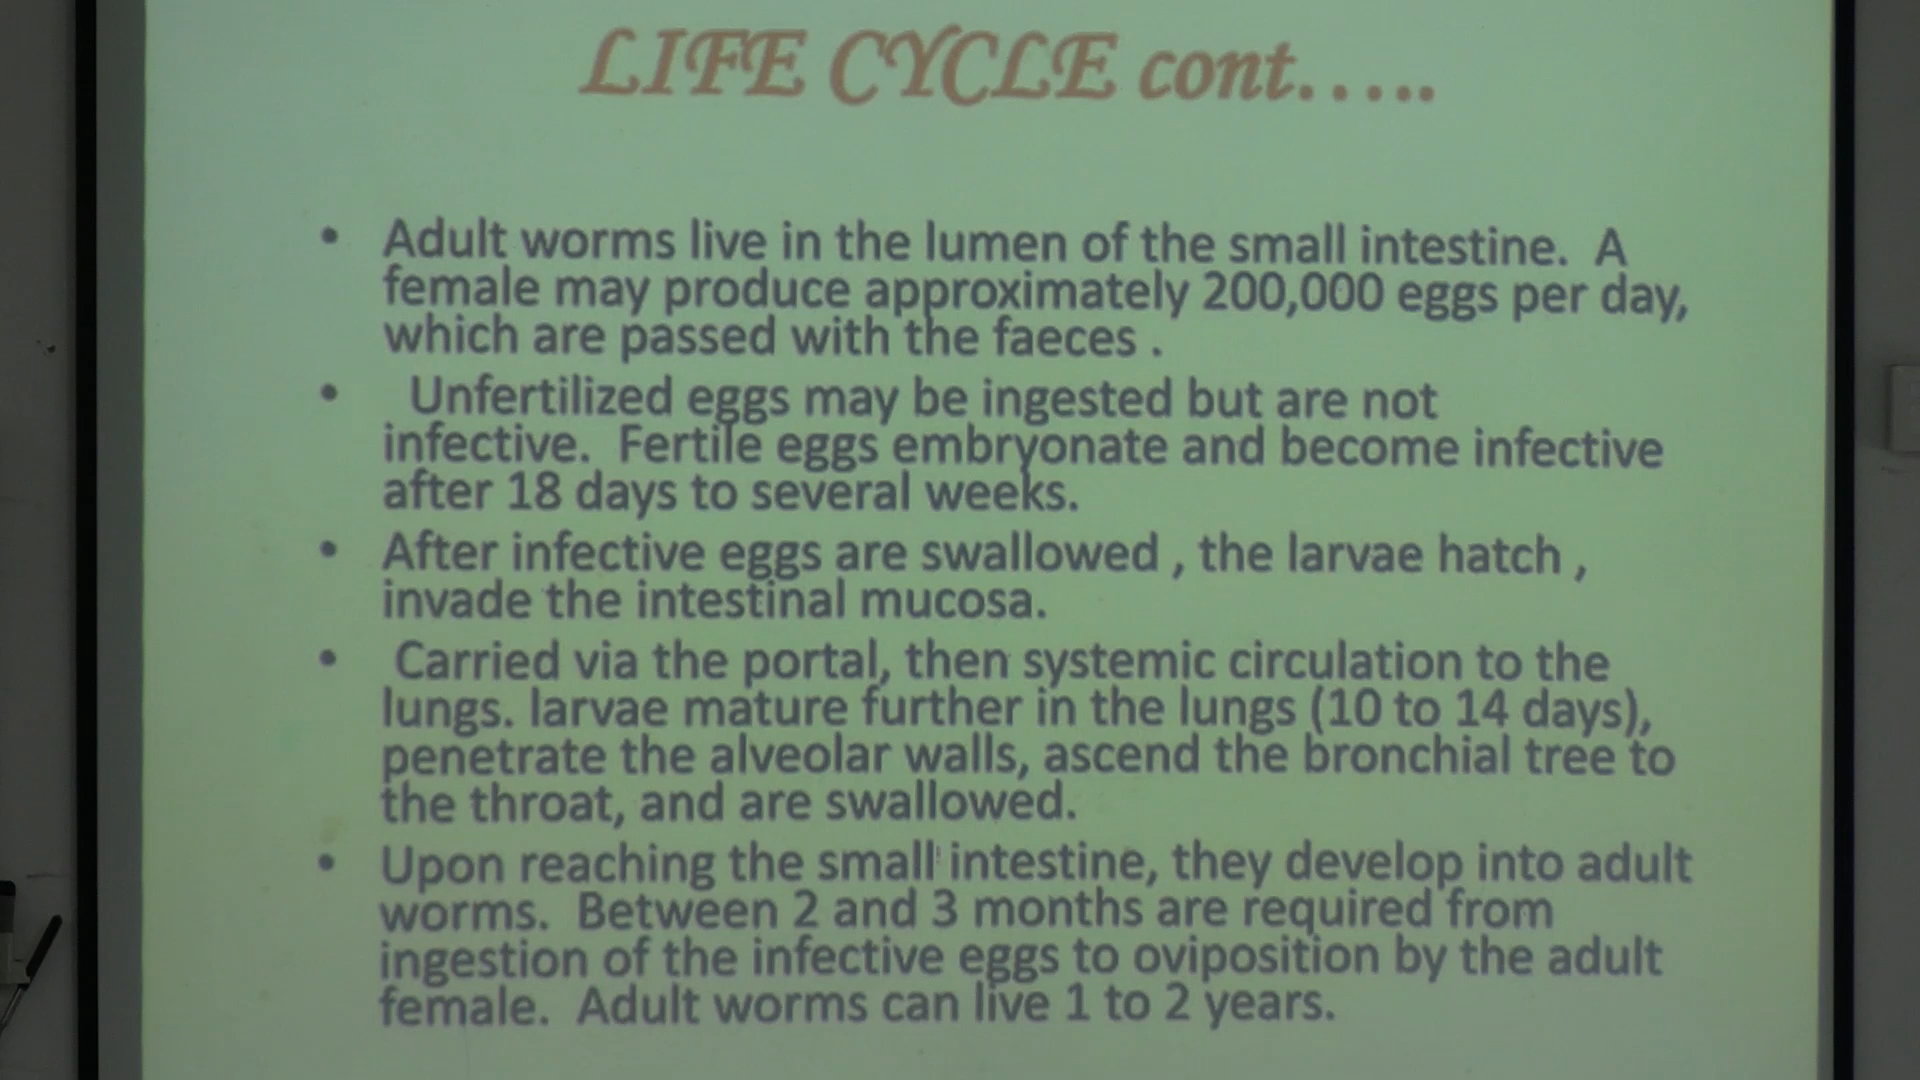 LIFE CYCLE cont.....
• Adult worms live in the lumen of the small intestine. A
female may produce approximately 200,000 eggs per day,
which are passed with the faeces .
• Unfertilized eggs may be ingested but are not
infective. Fertile eggs embryonate and become infective
after 18 days to several weeks.
• After infective eggs are swallowed , the larvae hatch ,
invade the intestinal mucosa.
• Carried via the portal, then systemic circulation to the
lungs. larvae mature further in the lungs (10 to 14 days),
penetrate the alveolar walls, ascend the bronchial tree to
the throat, and are swallowed.
• Upon reaching the small intestine, they develop into adult
worms. Between 2 and 3 months are required from
ingestion of the infective eggs to oviposition by the adult
female. Adult worms can live 1 to 2 years.